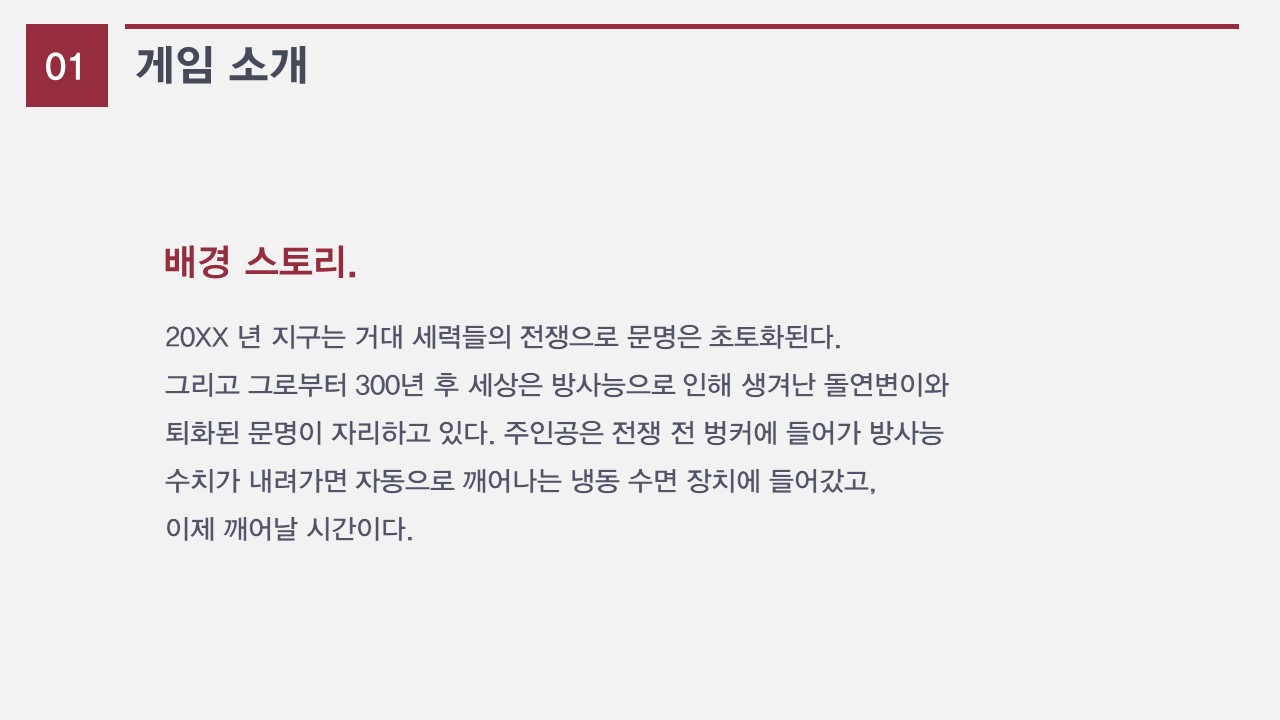 01
게임 소개
배경 스토리.
20XX 년 지구는 거대 세력들의 전쟁으로 문명은 초토화된다.
그리고 그로부터 300년 후 세상은 방사능으로 인해 생겨난 돌연변이와
퇴화된 문명이 자리하고 있다. 주인공은 전쟁 전 벙커에 들어가 방사능
수치가 내려가면 자동으로 깨어나는 냉동 수면 장치에 들어갔고,
이제 깨어날 시간이다.